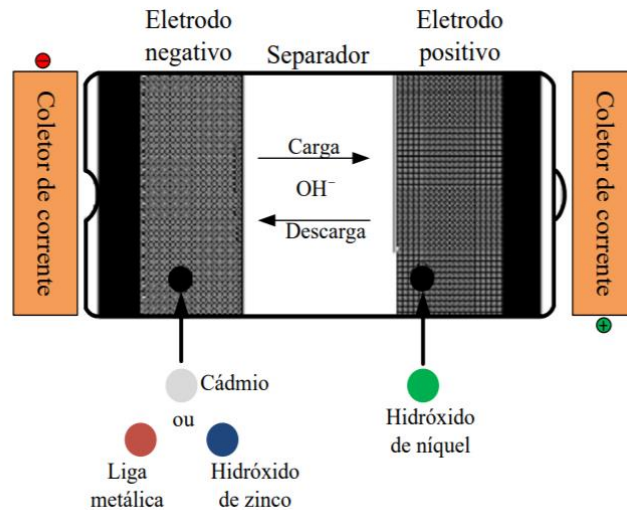 Eletrodo
negativo
Separador
Eletrodo
positivo
−
Coletor de corrente
Carga
OH⁻
Descarga
Coletor de corrente
+
Cádmio
ou
Liga
metálica
Hidróxido
de zinco
Hidróxido
de níquel